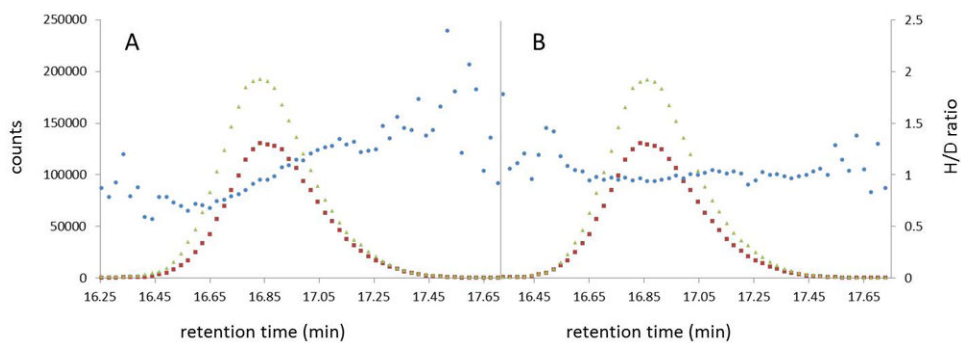 250000
200000
150000
100000
50000
0
counts
A
B
2.5
2
1.5
1
0.5
0
H/D ratio
16.25 16.45 16.65 16.85 17.05 17.25 17.45 17.65 16.45 16.65 16.85 17.05 17.25 17.45 17.65
retention time (min) retention time (min)